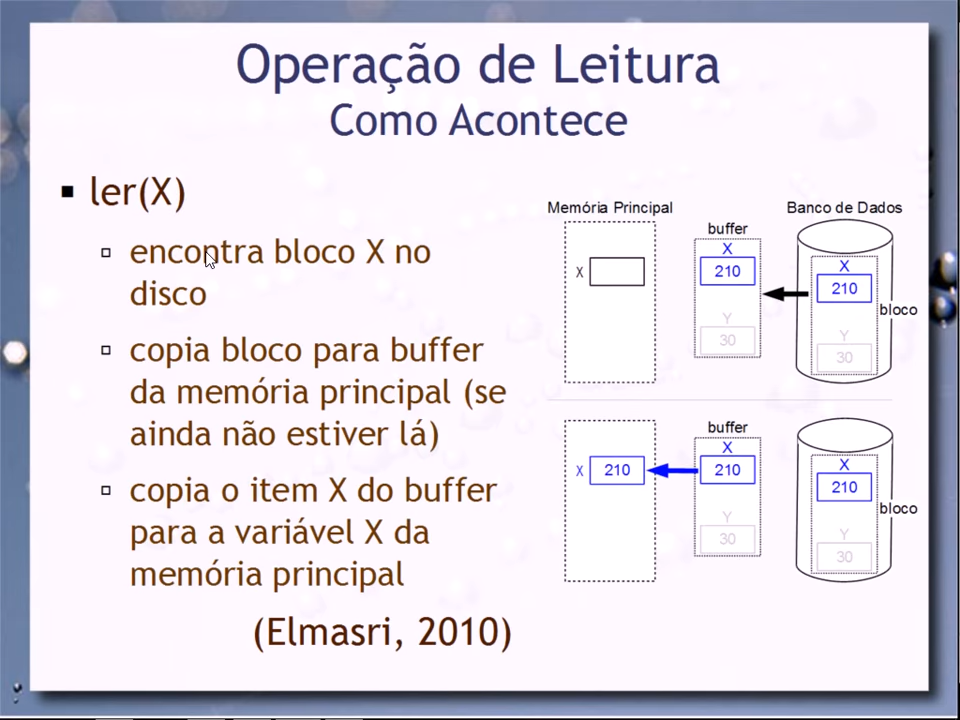 Operação de Leitura
Como Acontece
ler(X)
encontra bloco X no
disco
copia bloco para buffer
da memória principal (se
ainda não estiver lá)
copia o item X do buffer
para a variável X da
memória principal
(Elmasri, 2010)
Memória Principal
Banco de Dados
buffer
X
X
210
X
210
bloco
Y
30
Y
30
buffer
X
X 210
210
X
210
bloco
Y
30
Y
30